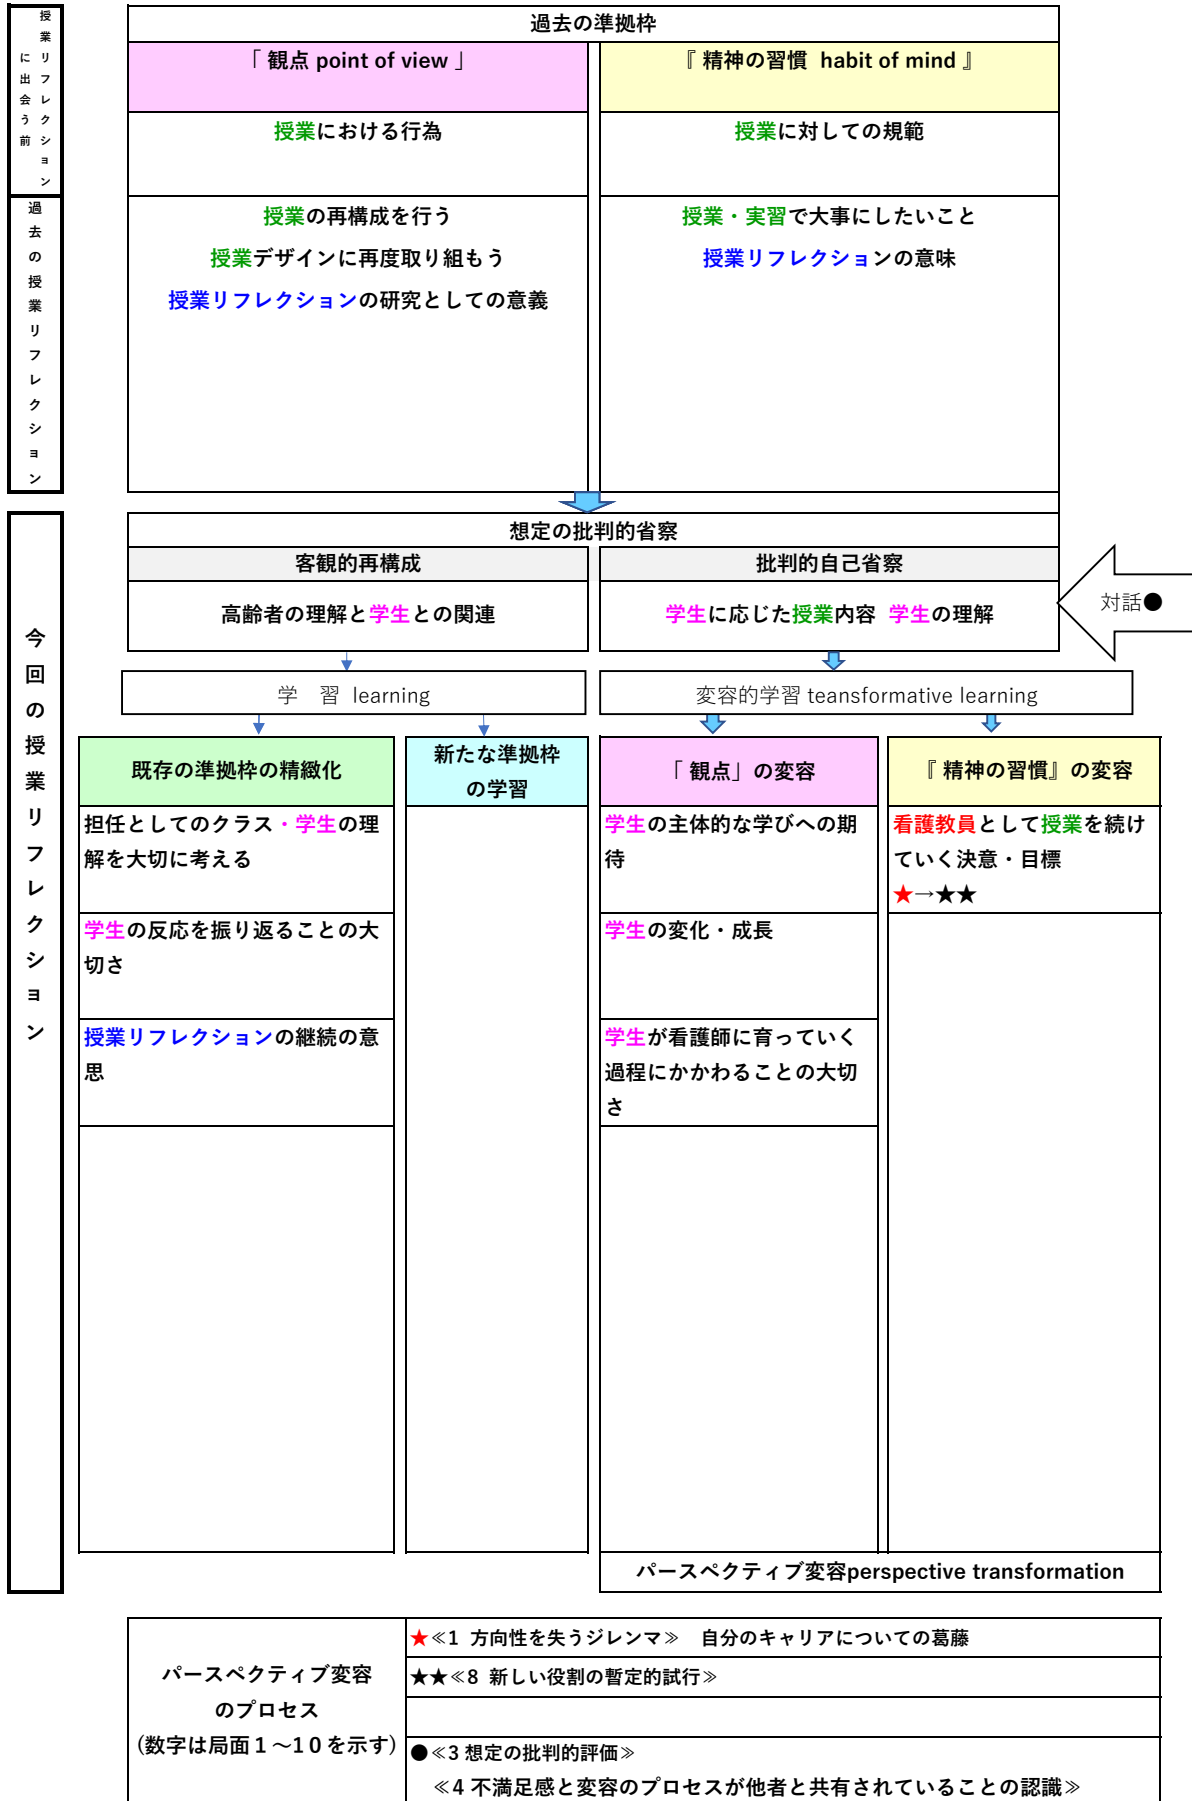 授業リフレクション
に出会う前
過去の準拠枠
「 観点 point of view 」
『 精神の習慣 habit of mind 』
授業における行為
授業に対しての規範
過去の授業リフレクション
授業の再構成を行う
授業デザインに再度取り組もう
授業リフレクションの研究としての意義
授業・実習で大事にしたいこと
授業リフレクションの意味
今回の授業リフレクション
想定の批判的省察
客観的再構成
批判的自己省察
高齢者の理解と学生との関連
学生に応じた授業内容 学生の理解
対話●
学 習 learning
変容的学習 teansformative learning
既存の準拠枠の精緻化
新たな準拠枠
の学習
「 観点」の変容
『 精神の習慣』の変容
担任としてのクラス・学生の理
解を大切に考える
学生の反応を振り返ることの大
切さ
授業リフレクションの継続の意
思
学生の主体的な学びへの期
待
学生の変化・成長
学生が看護師に育っていく
過程にかかわることの大切
さ
看護教員として授業を続け
ていく決意・目標
★→★★
パースペクティブ変容perspective transformation
パースペクティブ変容
のプロセス
(数字は局面1~10を示す)
★≪1 方向性を失うジレンマ≫ 自分のキャリアについての葛藤
★★≪8 新しい役割の暫定的試行≫
●≪3 想定の批判的評価≫
≪4 不満足感と変容のプロセスが他者と共有されていることの認識≫